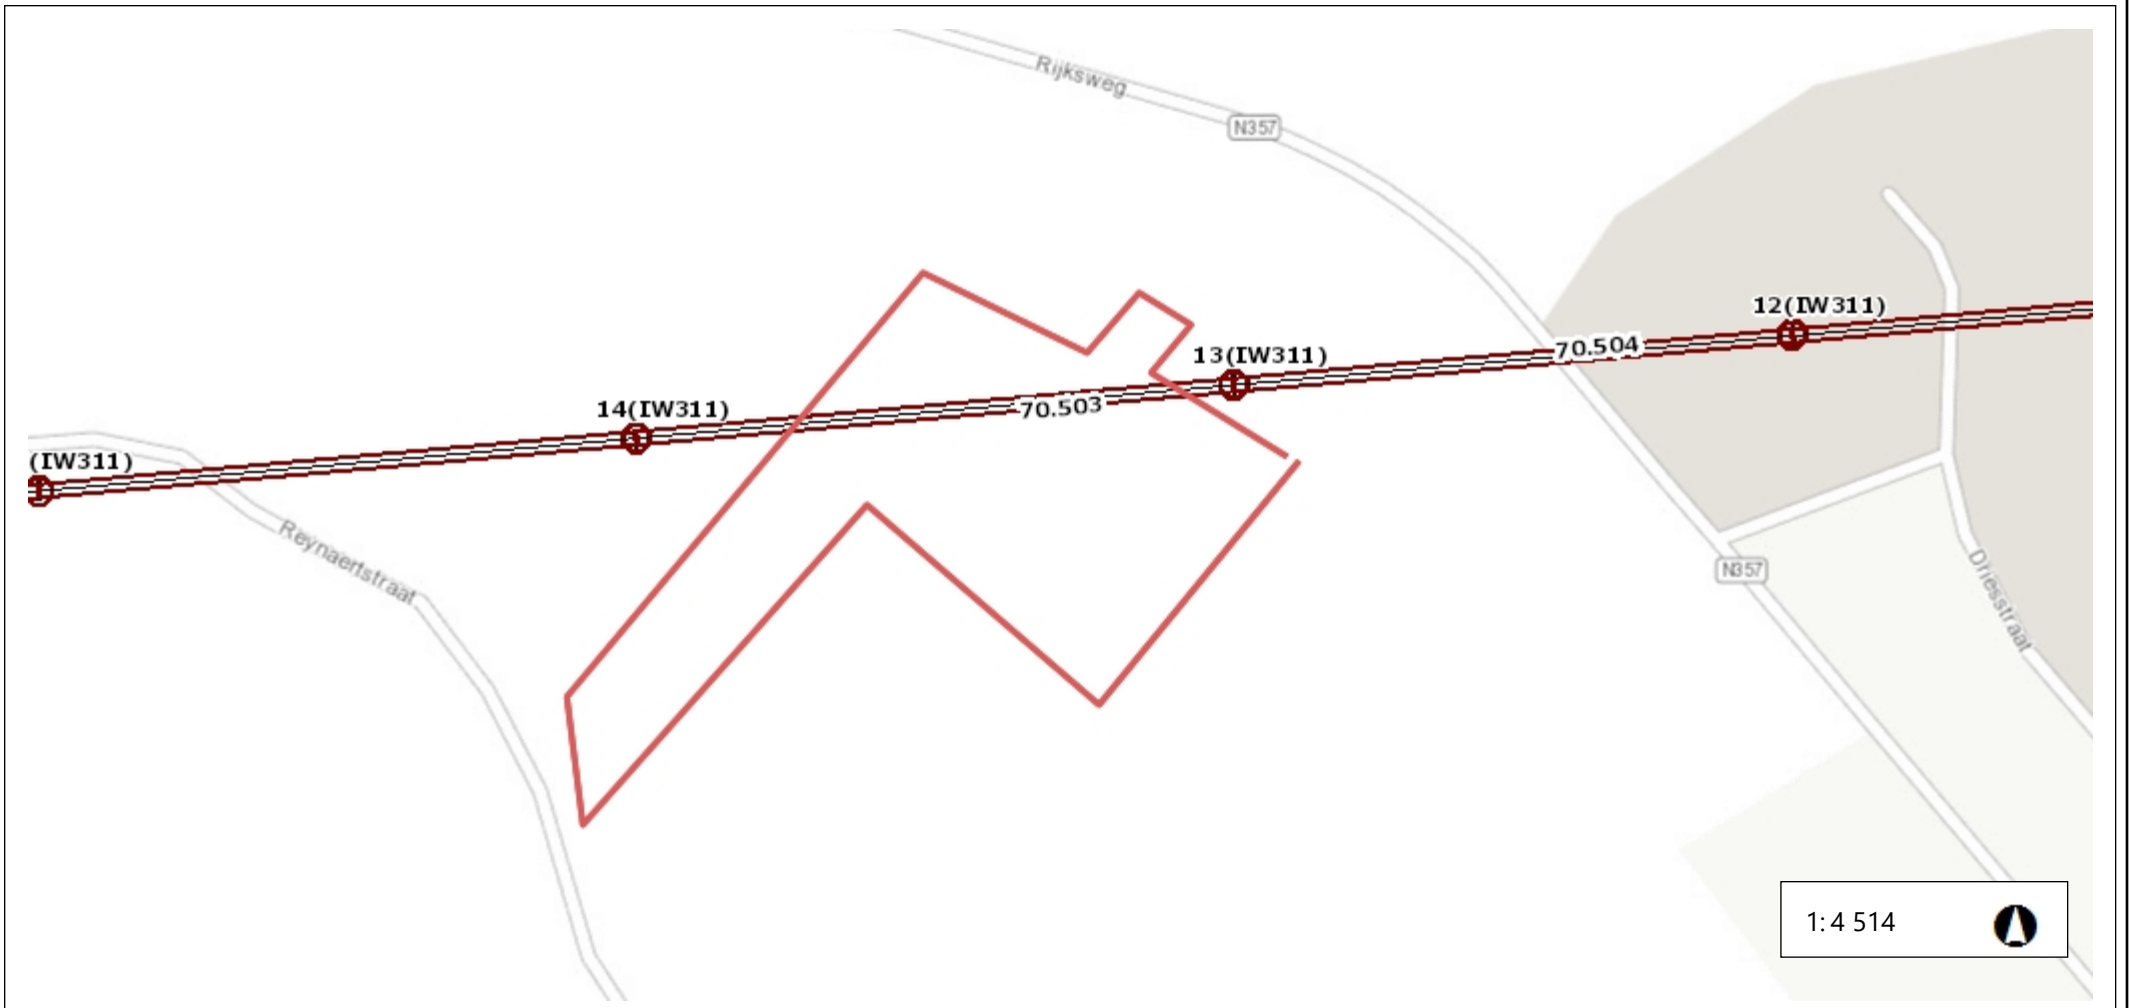 Rijksweg
N357
12(IW311)
70.504
13(IW311)
14(IW311)
70.503
(IW311)
Reynaertstraat
N357
Driesstraat
1: 4 514